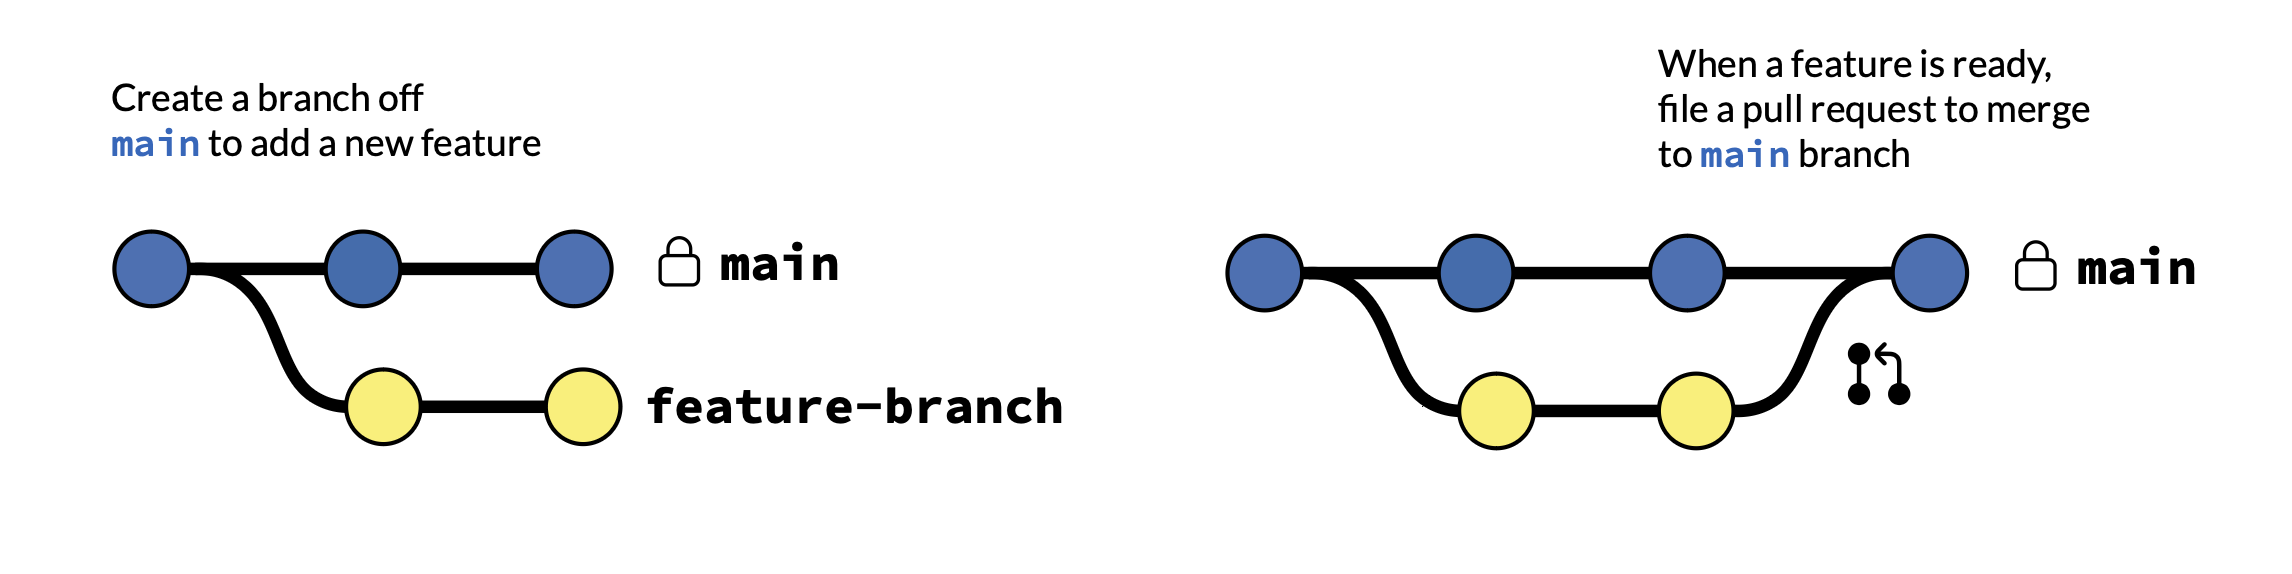 Create a branch off
main to add a new feature
main
feature-branch
When a feature is ready,
file a pull request to merge
to main branch
main